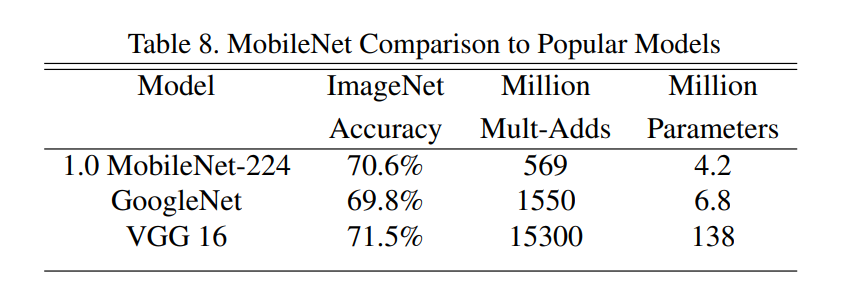 Table 8. MobileNet Comparison to Popular Models
Model ImageNet Million Million
Accuracy Mult-Adds Parameters
1.0 MobileNet-224 70.6% 569 4.2
GoogleNet 69.8% 1550 6.8
VGG 16 71.5% 15300 138